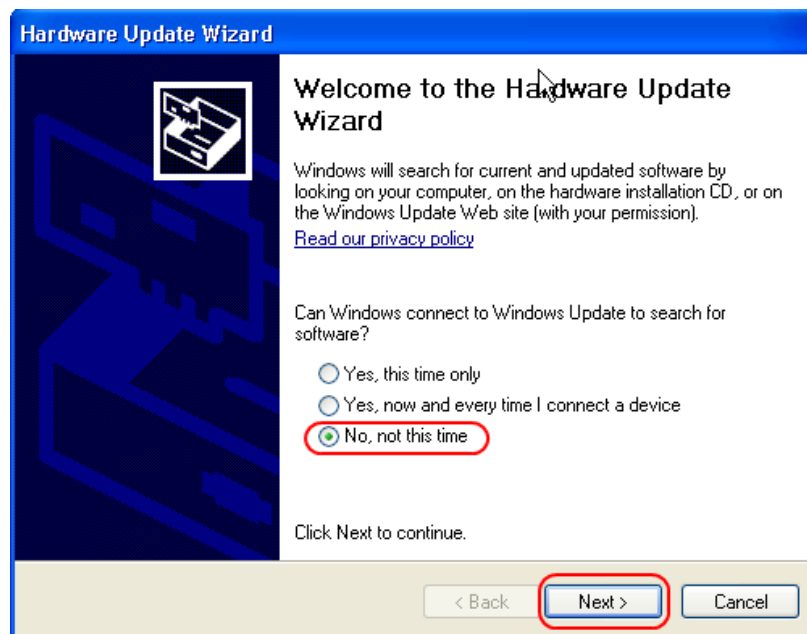 Hardware Update Wizard
Welcome to the Hardware Update
Wizard
Windows will search for current and updated software by
looking on your computer, on the hardware installation CD, or on
the Windows Update Web site (with your permission).
Read our privacy policy
Can Windows connect to Windows Update to search for
software?
Yes, this time only
Yes, now and every time I connect a device
No, not this time
Click Next to continue.
< Back Next > Cancel